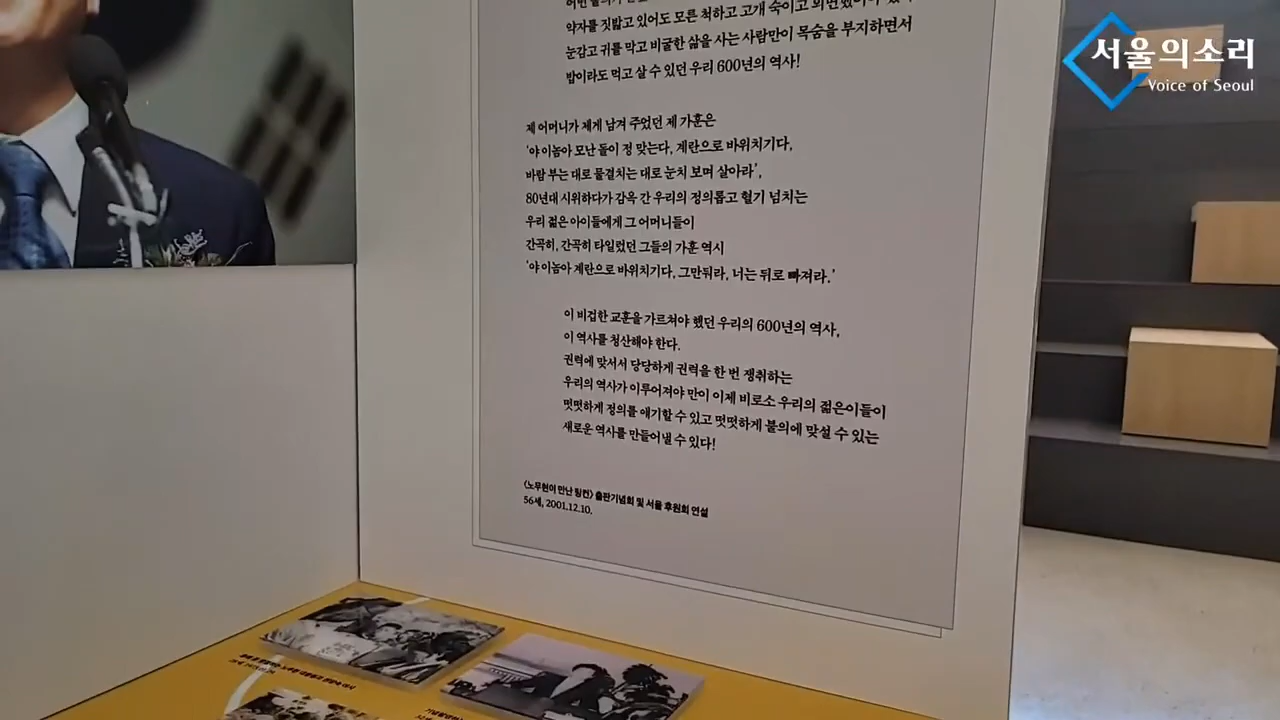 약자를 짓밟고 있어도 모른 척하고 고개 숙이고 외면했어야
눈감고 귀를 막고 비굴한 삶을 사는 사람만이 목숨을 부지하면서
밥이라도 먹고 살 수 있던 우리 600년의 역사!
제 어머니가 제게 남겨 주었던 제 가훈은
'야 이놈아 모난 돌이 정 맞는다, 계란으로 바위치기다,
바람 부는 대로 물결치는 대로 눈치 보며 살아라',
80년대 시위하다가 감옥 간 우리의 정의롭고 혈기 넘치는
우리 젊은 아이들에게 그 어머니들이
간곡히, 간곡히 타일렀던 그들의 가훈 역시
'야 이놈아 계란으로 바위치기다, 그만둬라, 너는 뒤로 빠져라.'
이 비겁한 교훈을 가르쳐야 했던 우리의 600년의 역사,
이 역사를 청산해야 한다.
권력에 맞서서 당당하게 권력을 한 번 쟁취하는
우리의 역사가 이루어져야 만이 이제 비로소 우리의 젊은이들이
떳떳하게 정의를 얘기할 수 있고 떳떳하게 불의에 맞설 수 있는
새로운 역사를 만들어낼 수 있다!
<노무현이 만난 링컨> 출판기념회 및 서울 후원회 연설
56세, 2001.12.10.
서울의소리
Voice of Seoul